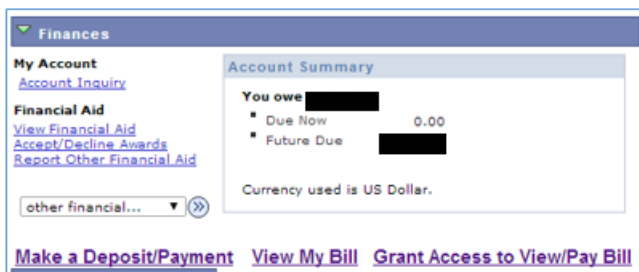 Finances
My Account
Account Inquiry
Financial Aid
View Financial Aid
Accept/Decline Awards
Report Other Financial Aid
other financial...
Account Summary
You owe
Due Now 0.00
Future Due
Currency used is US Dollar.
Make a Deposit/Payment View My Bill Grant Access to View/Pay Bill